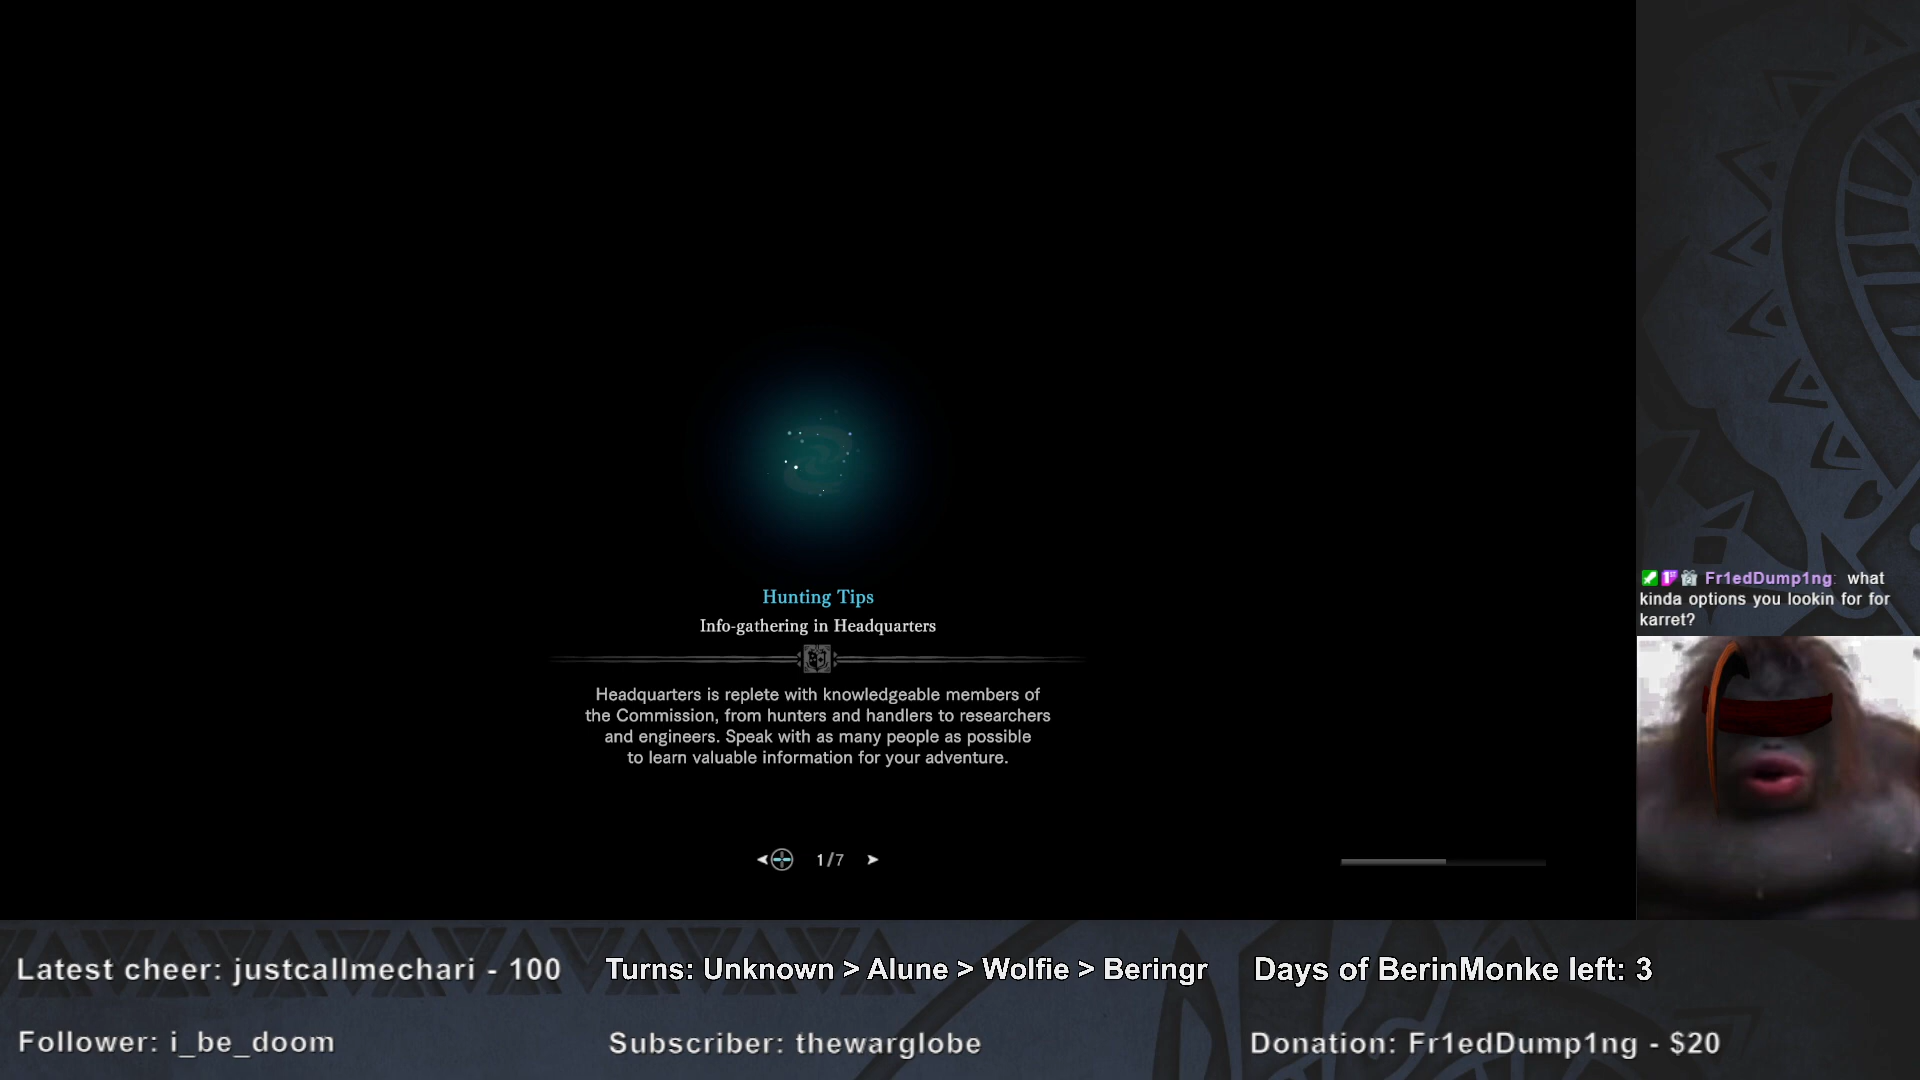 Hunting Tips
Info-gathering in Headquarters
Headquarters is replete with knowledgeable members of
the Commission, from hunters and handlers to researchers
and engineers. Speak with as many people as possible
to learn valuable information for your adventure.
1/7
Fr1edDump1ng: what
kinda options you lookin for for
karret?
Latest cheer: justcallmechari - 100
Turns: Unknown > Alune > Wolfie > Beringr
Days of BerinMonke left: 3
Follower: i_be_doom
Subscriber: thewarglobe
Donation: Fr1edDump1ng - $20